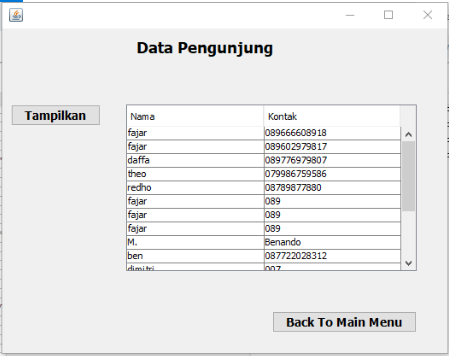 Data Pengunjung
Tampilkan
Nama Kontak
fajar 089666608918
fajar 089602979817
daffa 089776979807
theo 079986759586
redho 08789877880
fajar 089
fajar 089
fajar 089
M. Benando
ben 087722028312
dimitri 007
Back To Main Menu